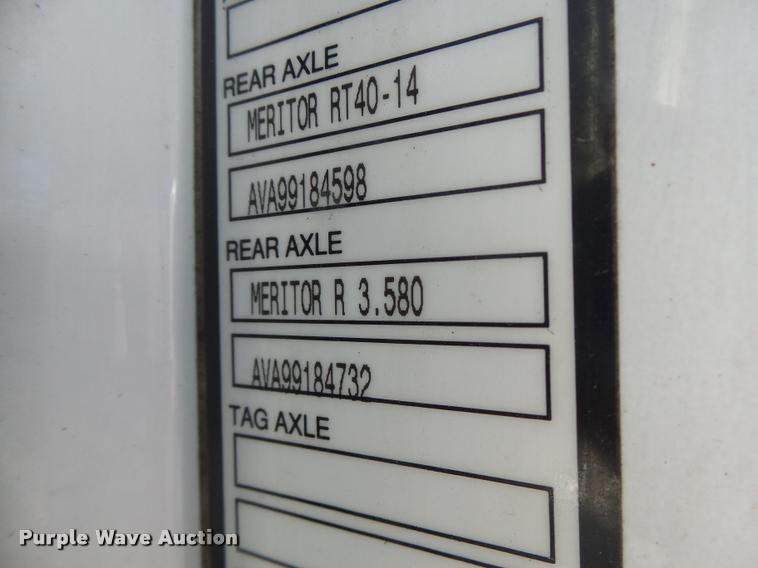 REAR AXLE
MERITOR RT40-14
AVA99184598
REAR AXLE
MERITOR R 3.580
AVA99184732
TAG AXLE
Purple Wave Auction®